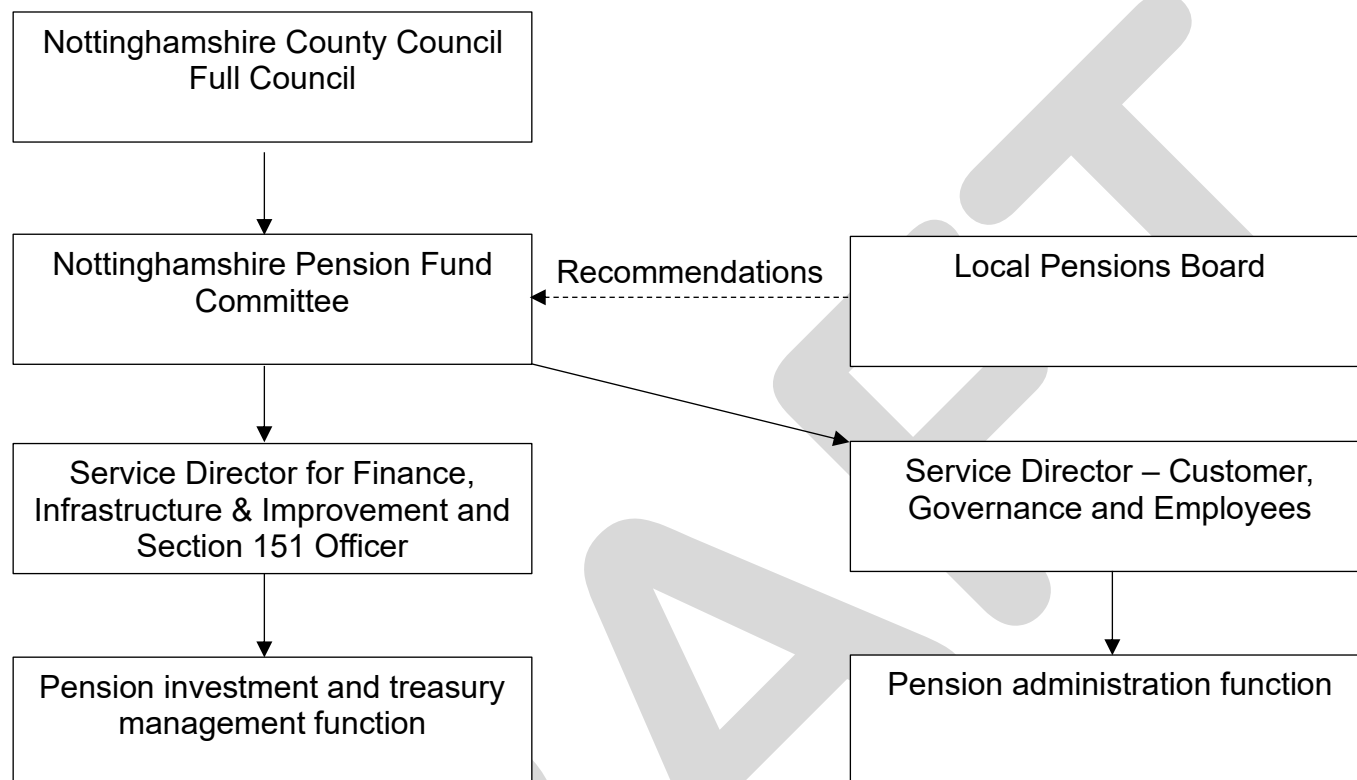 Nottinghamshire County Council
Full Council
Nottinghamshire Pension Fund
Committee
Recommendations
Local Pensions Board
Service Director for Finance,
Infrastructure & Improvement and
Section 151 Officer
Service Director – Customer,
Governance and Employees
Pension investment and treasury
management function
Pension administration function